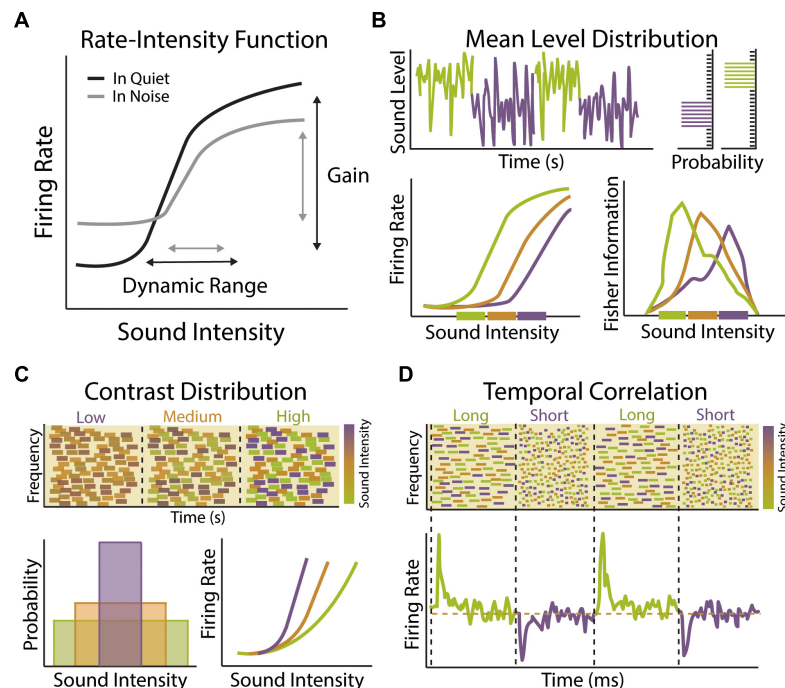 A
Rate-Intensity Function
In Quiet
In Noise
Firing Rate
Gain
Dynamic Range
Sound Intensity
B
Mean Level Distribution
Sound Level
Time (s)
Probability
Firing Rate
Sound Intensity
Fisher Information
Sound Intensity
C
Contrast Distribution
Low Medium High
Frequency
Sound Intensity
Time (s)
Probability
Sound Intensity
Firing Rate
Sound Intensity
D
Temporal Correlation
Long Short Long Short
Frequency
Sound Intensity
Firing Rate
Time (ms)